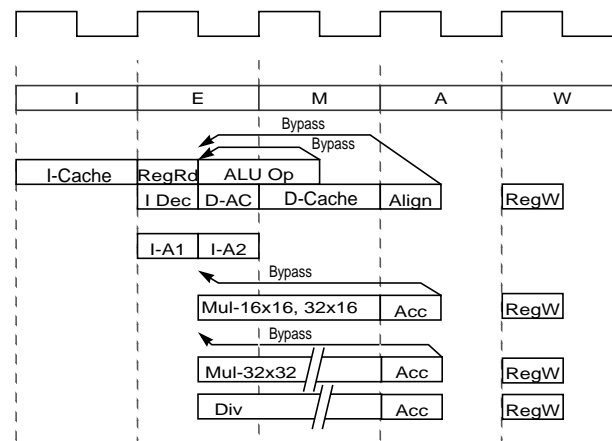 I E M A W
Bypass
Bypass
I-Cache RegRd ALU Op
I Dec D-AC D-Cache Align RegW
I-A1 I-A2
Bypass
Mul-16x16, 32x16 Acc RegW
Bypass
Mul-32x32 Acc RegW
Div Acc RegW